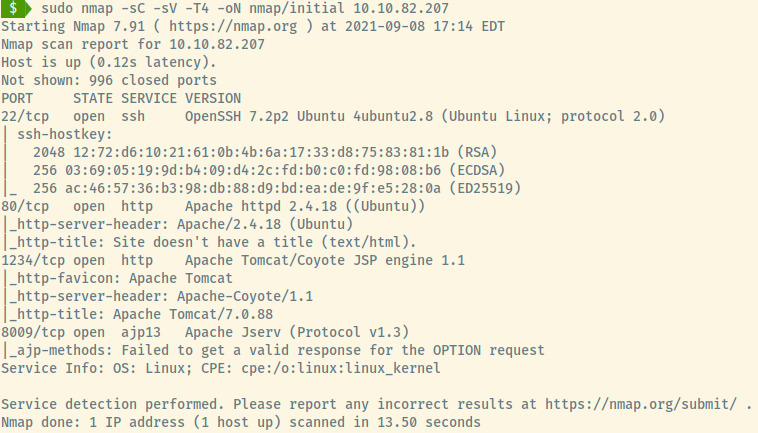 $ sudo nmap -sC -sV -T4 -oN nmap/initial 10.10.82.207
Starting Nmap 7.91 ( https://nmap.org ) at 2021-09-08 17:14 EDT
Nmap scan report for 10.10.82.207
Host is up (0.12s latency).
Not shown: 996 closed ports
PORT     STATE SERVICE VERSION
22/tcp   open  ssh     OpenSSH 7.2p2 Ubuntu 4ubuntu2.8 (Ubuntu Linux; protocol 2.0)
| ssh-hostkey:
|   2048 12:72:d6:10:21:61:0b:4b:6a:17:33:d8:75:83:81:1b (RSA)
|   256 03:69:05:19:9d:b4:09:d4:2c:fd:b0:c0:fd:98:08:b6 (ECDSA)
|_  256 ac:46:57:36:b3:98:db:88:d9:bd:ea:de:9f:e5:28:0a (ED25519)
80/tcp   open  http    Apache httpd 2.4.18 ((Ubuntu))
|_http-server-header: Apache/2.4.18 (Ubuntu)
|_http-title: Site doesn't have a title (text/html).
1234/tcp open  http    Apache Tomcat/Coyote JSP engine 1.1
|_http-favicon: Apache Tomcat
|_http-server-header: Apache-Coyote/1.1
|_http-title: Apache Tomcat/7.0.88
8009/tcp open  ajp13   Apache Jserv (Protocol v1.3)
|_ajp-methods: Failed to get a valid response for the OPTION request
Service Info: OS: Linux; CPE: cpe:/o:linux:linux_kernel

Service detection performed. Please report any incorrect results at https://nmap.org/submit/ .
Nmap done: 1 IP address (1 host up) scanned in 13.50 seconds